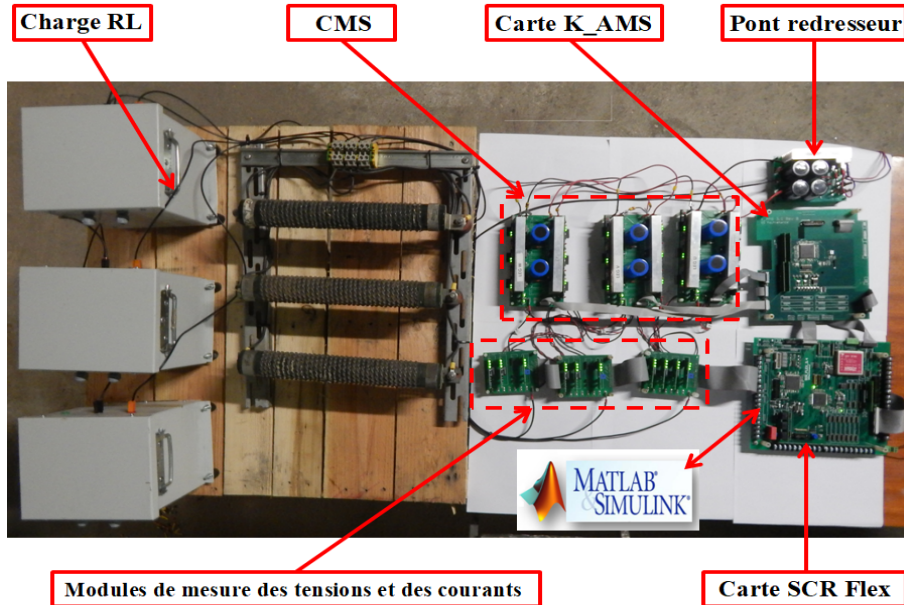 Charge RL
CMS
Carte K_AMS
Pont redresseur
MATLAB®
&SIMULINK®
Modules de mesure des tensions et des courants
Carte SCR Flex